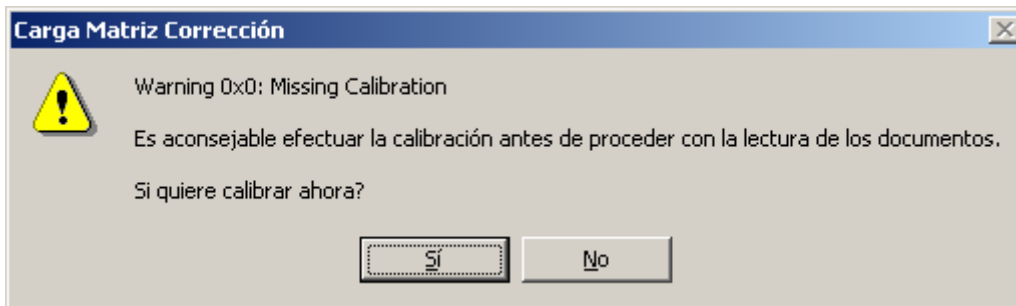 Carga Matriz Corrección
Warning 0x0: Missing Calibration
Es aconsejable efectuar la calibración antes de proceder con la lectura de los documentos.
Si quiere calibrar ahora?
Sí
No